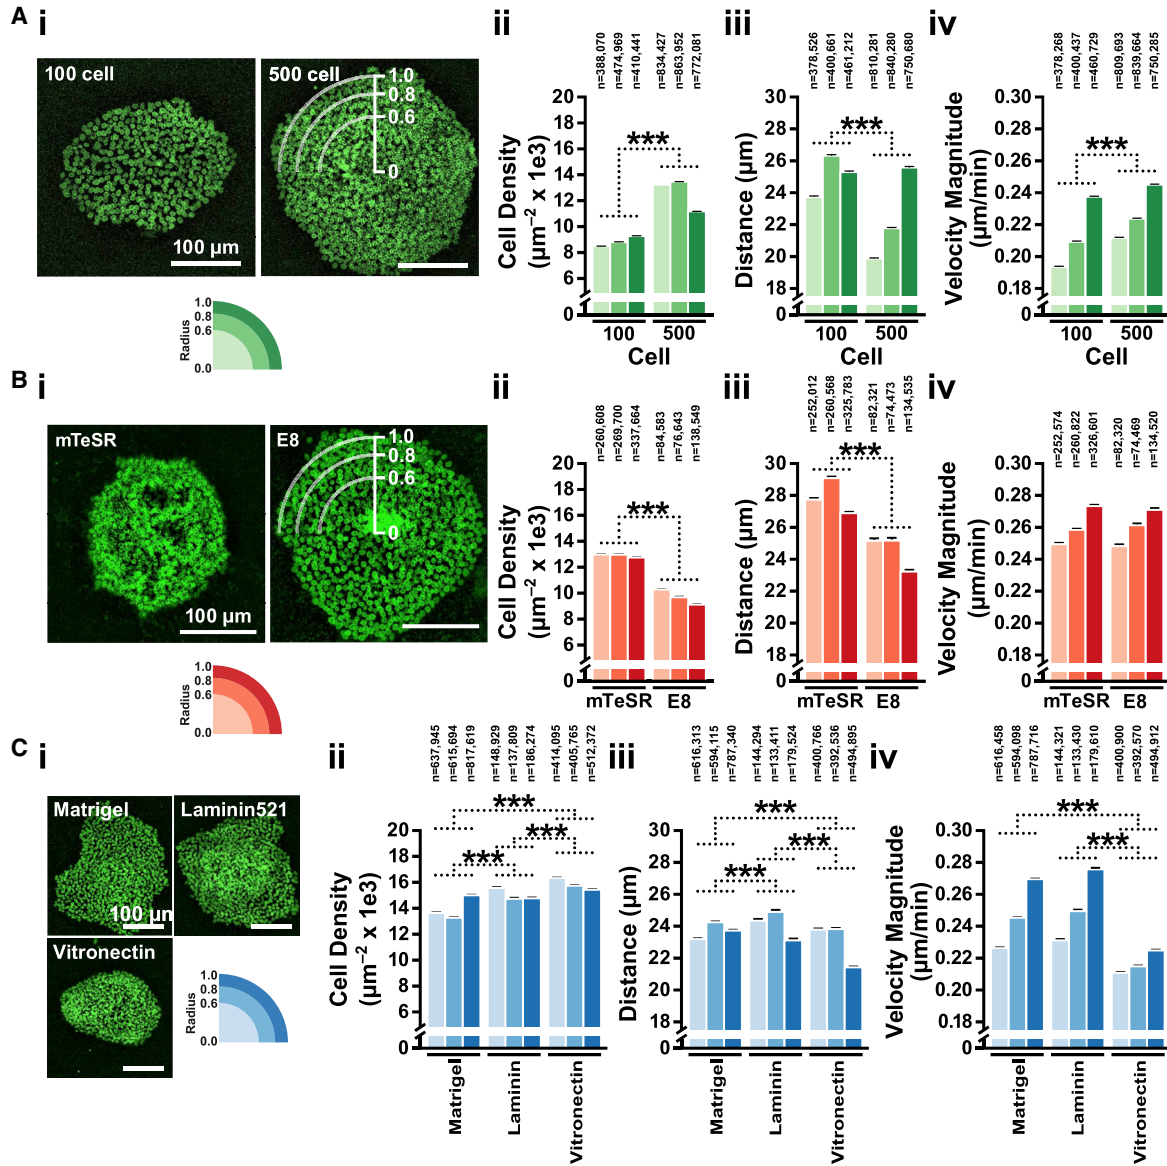 A
i
100 cell
500 cell
1.0
0.8
0.6
0
100 µm
1.0
0.8
0.6
0.0
Radius
ii
n=388,070
n=474,969
n=410,441
n=834,427
n=863,952
n=772,081
Cell Density
(µm−2 x 1e3)
20
18
16
14
12
10
8
6
0
***
100
500
Cell
iii
n=378,526
n=400,661
n=461,212
n=810,281
n=840,280
n=750,680
Distance (µm)
30
28
26
24
22
20
18
0
***
100
500
Cell
iv
n=378,268
n=400,437
n=460,729
n=809,693
n=839,664
n=750,285
Velocity Magnitude
(µm/min)
0.30
0.28
0.26
0.24
0.22
0.20
0.18
0
***
100
500
Cell
B
i
mTeSR
E8
1.0
0.8
0.6
0
100 µm
1.0
0.8
0.6
0.0
Radius
ii
n=260,608
n=269,700
n=337,664
n=84,583
n=76,643
n=138,549
Cell Density
(µm−2 x 1e3)
20
18
16
14
12
10
8
6
0
***
mTeSR
E8
iii
n=252,012
n=260,568
n=325,783
n=82,321
n=74,473
n=134,535
Distance (µm)
30
28
26
24
22
20
18
0
***
mTeSR
E8
iv
n=252,574
n=260,822
n=326,601
n=82,320
n=74,469
n=134,520
Velocity Magnitude
(µm/min)
0.30
0.28
0.26
0.24
0.22
0.20
0.18
0
mTeSR
E8
C
i
Matrigel
Laminin521
100 µm
Vitronectin
1.0
0.8
0.6
0.0
Radius
ii
n=637,945
n=615,694
n=817,619
n=148,929
n=137,809
n=186,274
n=414,095
n=405,765
n=512,372
Cell Density
(µm−2 x 1e3)
20
18
16
14
12
10
8
6
0
***
***
***
Matrigel
Laminin
Vitronectin
iii
n=616,313
n=594,115
n=787,340
n=144,294
n=133,411
n=179,524
n=400,766
n=392,536
n=494,895
Distance (µm)
30
28
26
24
22
20
18
0
***
***
***
Matrigel
Laminin
Vitronectin
iv
n=616,458
n=594,098
n=787,716
n=144,321
n=133,430
n=179,610
n=400,900
n=392,570
n=494,912
Velocity Magnitude
(µm/min)
0.30
0.28
0.26
0.24
0.22
0.20
0.18
0
***
***
Matrigel
Laminin
Vitronectin